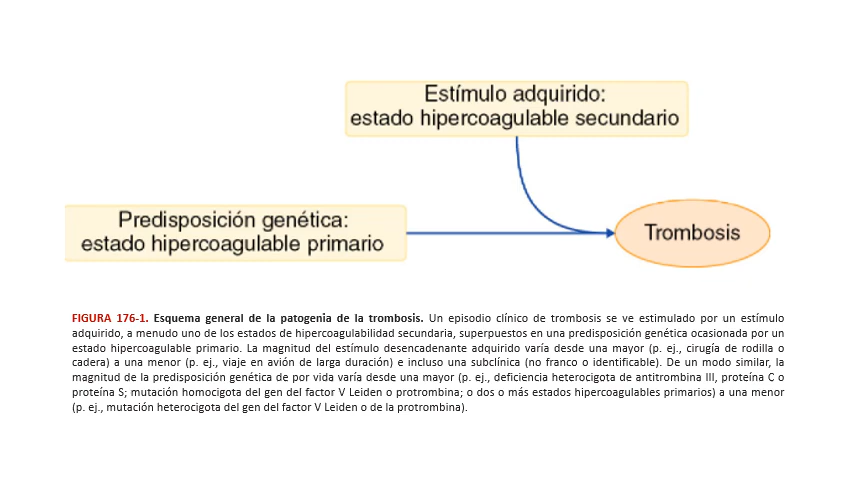 Estímulo adquirido:
estado hipercoagulable secundario
Predisposición genética:
estado hipercoagulable primario
Trombosis
FIGURA 176-1. Esquema general de la patogenia de la trombosis. Un episodio clínico de trombosis se ve estimulado por un estímulo
adquirido, a menudo uno de los estados de hipercoagulabilidad secundaria, superpuestos en una predisposición genética ocasionada por un
estado hipercoagulable primario. La magnitud del estímulo desencadenante adquirido varía desde una mayor (p. ej., cirugía de rodilla o
cadera) a una menor (p. ej., viaje en avión de larga duración) e incluso una subclínica (no franco o identificable). De un modo similar, la
magnitud de la predisposición genética de por vida varía desde una mayor (p. ej., deficiencia heterocigota de antitrombina III, proteína C o
proteína S; mutación homocigota del gen del factor V Leiden o protrombina; o dos o más estados hipercoagulables primarios) a una menor
(p. ej., mutación heterocigota del gen del factor V Leiden o de la protrombina).